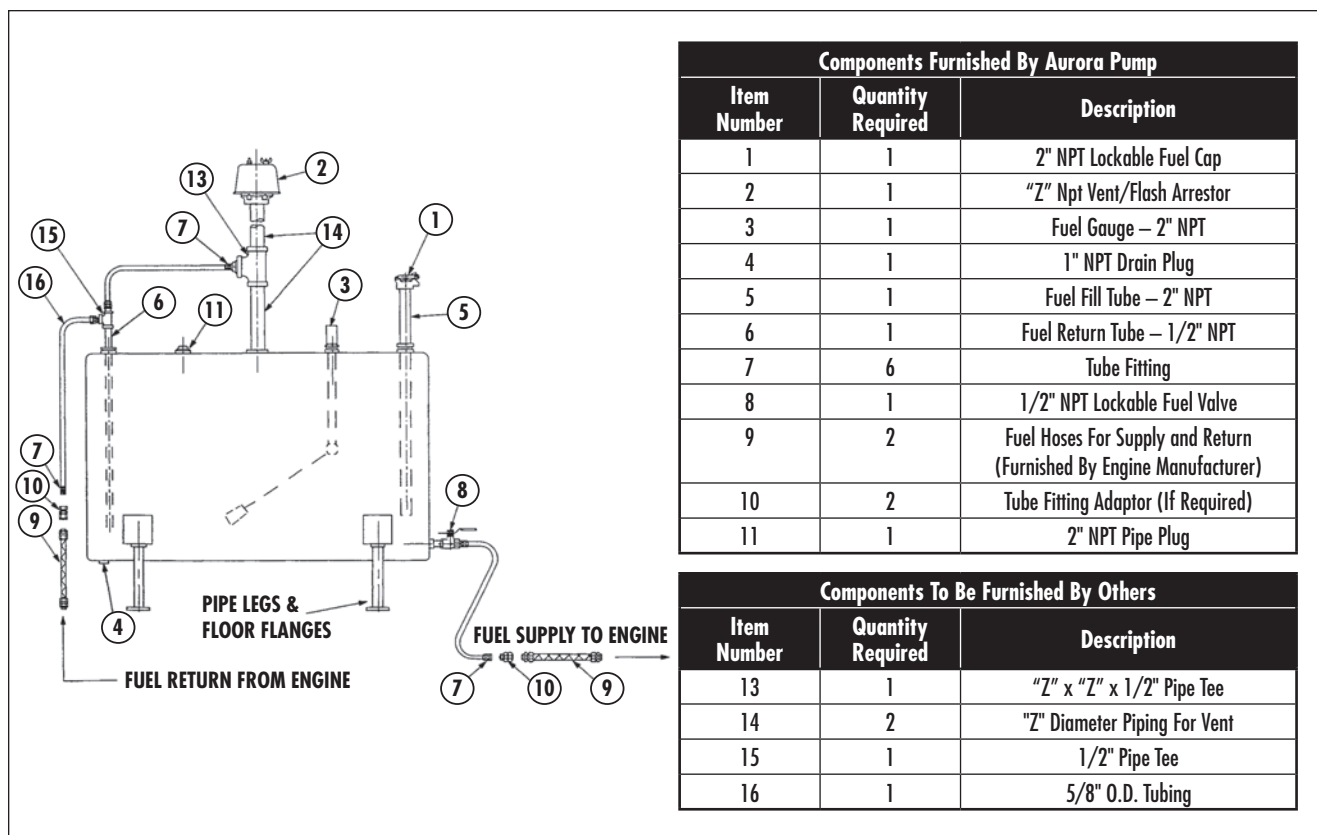 2
13
7
14
1
15
16
6
11
3
5
7
10
9
8
4
PIPE LEGS &
FLOOR FLANGES
FUEL SUPPLY TO ENGINE
FUEL RETURN FROM ENGINE
7
10
9
Components Furnished By Aurora Pump
Item Number Quantity Required Description
1 1 2" NPT Lockable Fuel Cap
2 1 “Z” Npt Vent/Flash Arrestor
3 1 Fuel Gauge – 2" NPT
4 1 1" NPT Drain Plug
5 1 Fuel Fill Tube – 2" NPT
6 1 Fuel Return Tube – 1/2" NPT
7 6 Tube Fitting
8 1 1/2" NPT Lockable Fuel Valve
9 2 Fuel Hoses For Supply and Return
(Furnished By Engine Manufacturer)
10 2 Tube Fitting Adaptor (If Required)
11 1 2" NPT Pipe Plug
Components To Be Furnished By Others
Item Number Quantity Required Description
13 1 “Z” x “Z” x 1/2" Pipe Tee
14 2 "Z" Diameter Piping For Vent
15 1 1/2" Pipe Tee
16 1 5/8" O.D. Tubing